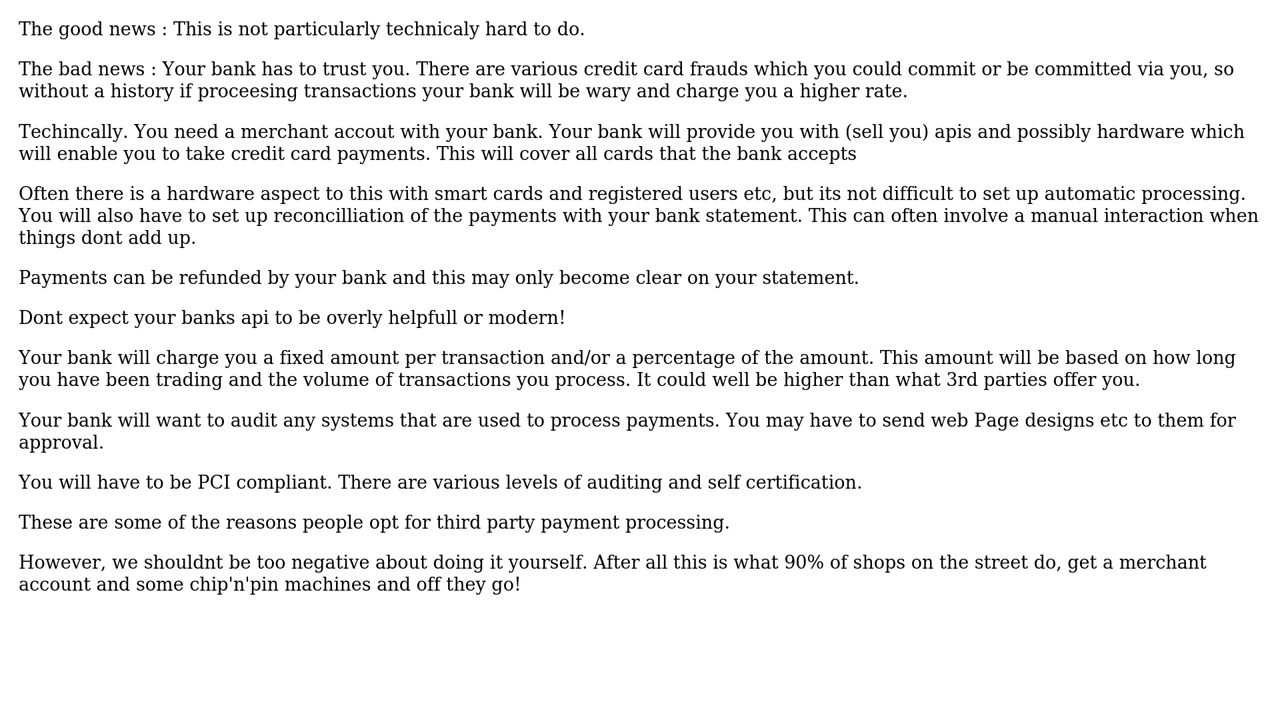 The good news : This is not particularly technicaly hard to do.
The bad news : Your bank has to trust you. There are various credit card frauds which you could commit or be committed via you, so
without a history if proceesing transactions your bank will be wary and charge you a higher rate.
Techincally. You need a merchant accout with your bank. Your bank will provide you with (sell you) apis and possibly hardware which
will enable you to take credit card payments. This will cover all cards that the bank accepts
Often there is a hardware aspect to this with smart cards and registered users etc, but its not difficult to set up automatic processing.
You will also have to set up reconcilliation of the payments with your bank statement. This can often involve a manual interaction when
things dont add up.
Payments can be refunded by your bank and this may only become clear on your statement.
Dont expect your banks api to be overly helpfull or modern!
Your bank will charge you a fixed amount per transaction and/or a percentage of the amount. This amount will be based on how long
you have been trading and the volume of transactions you process. It could well be higher than what 3rd parties offer you.
Your bank will want to audit any systems that are used to process payments. You may have to send web Page designs etc to them for
approval.
You will have to be PCI compliant. There are various levels of auditing and self certification.
These are some of the reasons people opt for third party payment processing.
However, we shouldnt be too negative about doing it yourself. After all this is what 90% of shops on the street do, get a merchant
account and some chip'n'pin machines and off they go!